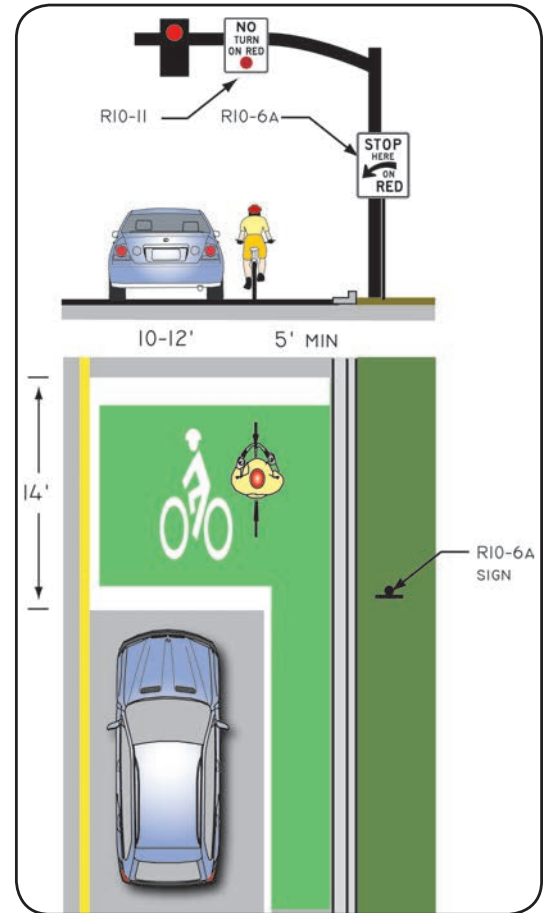 NO
TURN
ON RED
R10-11
R10-6A
STOP
HERE
ON
RED
10-12'
5' MIN
14'
R10-6A
SIGN